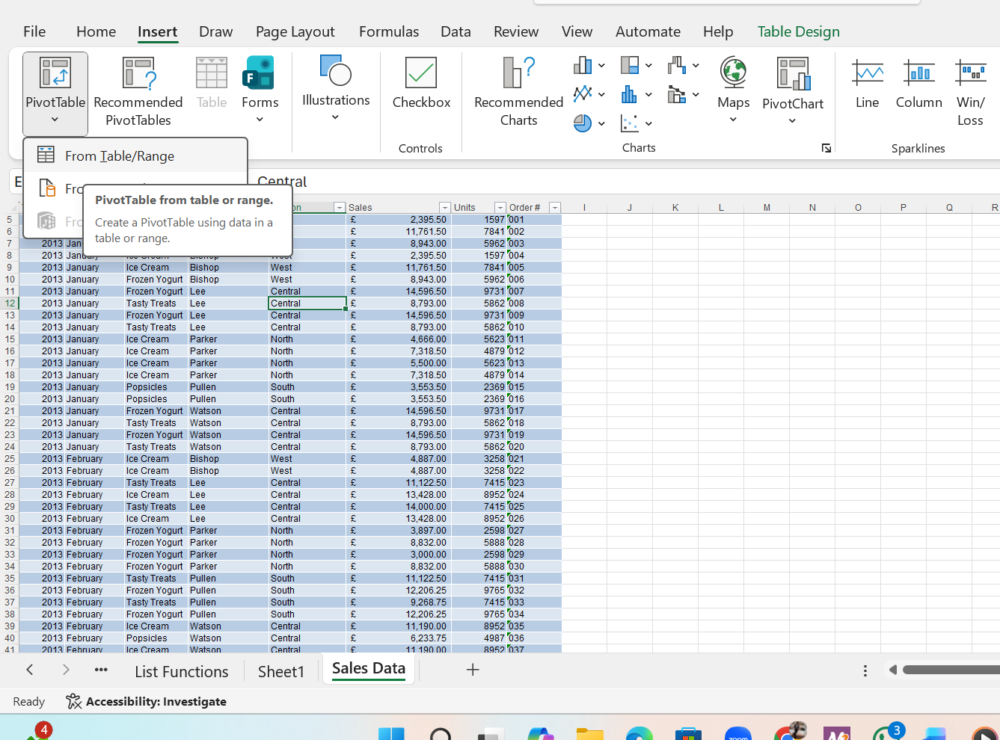 File Home Insert Draw Page Layout Formulas Data Review View Automate Help Table Design
PivotTable
Recommended PivotTables
Table
Forms
Illustrations
Checkbox
Recommended Charts
Maps
PivotChart
Line
Column
Win/ Loss
Controls
Charts
Sparklines
From Table/Range
PivotTable from table or range.
Create a PivotTable using data in a
table or range.
Central
Sales Units Order # I J K L M N O P Q R
5 £ 2,395.50 1597 001
6 £ 11,761.50 7841 002
7 2013 Jan £ 8,943.00 5962 003
8 2013 £ 2,395.50 1597 004
9 2013 January Ice Cream Bishop West £ 11,761.50 7841 005
10 2013 January Frozen Yogurt Bishop West £ 8,943.00 5962 006
11 2013 January Frozen Yogurt Lee Central £ 14,596.50 9731 007
12 2013 January Tasty Treats Lee Central £ 8,793.00 5862 008
13 2013 January Frozen Yogurt Lee Central £ 14,596.50 9731 009
14 2013 January Tasty Treats Lee Central £ 8,793.00 5862 010
15 2013 January Ice Cream Parker North £ 4,666.00 5623 011
16 2013 January Ice Cream Parker North £ 7,318.50 4879 012
17 2013 January Ice Cream Parker North £ 5,500.00 5623 013
18 2013 January Ice Cream Parker North £ 7,318.50 4879 014
19 2013 January Popsicles Pullen South £ 3,553.50 2369 015
20 2013 January Popsicles Pullen South £ 3,553.50 2369 016
21 2013 January Frozen Yogurt Watson Central £ 14,596.50 9731 017
22 2013 January Tasty Treats Watson Central £ 8,793.00 5862 018
23 2013 January Frozen Yogurt Watson Central £ 14,596.50 9731 019
24 2013 January Tasty Treats Watson Central £ 8,793.00 5862 020
25 2013 February Ice Cream Bishop West £ 4,887.00 3258 021
26 2013 February Ice Cream Bishop West £ 4,887.00 3258 022
27 2013 February Tasty Treats Lee Central £ 11,122.50 7415 023
28 2013 February Ice Cream Lee Central £ 13,428.00 8952 024
29 2013 February Tasty Treats Lee Central £ 14,000.00 7415 025
30 2013 February Ice Cream Lee Central £ 13,428.00 8952 026
31 2013 February Frozen Yogurt Parker North £ 3,897.00 2598 027
32 2013 February Frozen Yogurt Parker North £ 8,832.00 5888 028
33 2013 February Frozen Yogurt Parker North £ 3,000.00 2598 029
34 2013 February Frozen Yogurt Parker North £ 8,832.00 5888 030
35 2013 February Tasty Treats Pullen South £ 11,122.50 7415 031
36 2013 February Frozen Yogurt Pullen South £ 12,206.25 9765 032
37 2013 February Tasty Treats Pullen South £ 9,268.75 7415 033
38 2013 February Frozen Yogurt Pullen South £ 12,206.25 9765 034
39 2013 February Ice Cream Watson Central £ 11,190.00 8952 035
40 2013 February Popsicles Watson Central £ 6,233.75 4987 036
41 2013 February Ice Cream Watson Central £ 11,190.00 8952 037
List Functions Sheet1 Sales Data
Ready Accessibility: Investigate
4 zoom 3